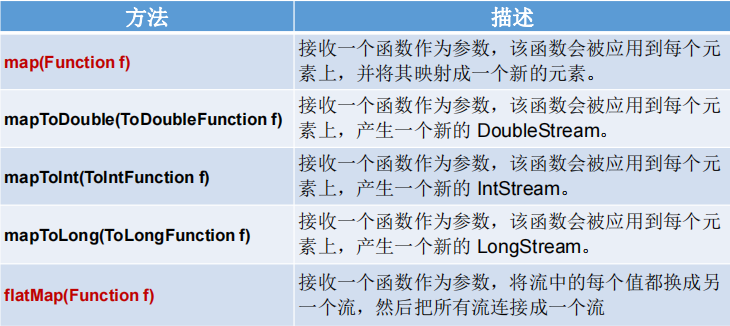 方法 描述
map(Function f)
接收一个函数作为参数，该函数会被应用到每个元
素上，并将其映射成一个新的元素。
mapToDouble(ToDoubleFunction f)
接收一个函数作为参数，该函数会被应用到每个元
素上，产生一个新的 DoubleStream。
mapToInt(ToIntFunction f)
接收一个函数作为参数，该函数会被应用到每个元
素上，产生一个新的 IntStream。
mapToLong(ToLongFunction f)
接收一个函数作为参数，该函数会被应用到每个元
素上，产生一个新的 LongStream。
flatMap(Function f)
接收一个函数作为参数，将流中的每个值都换成另
一个流，然后把所有流连接成一个流